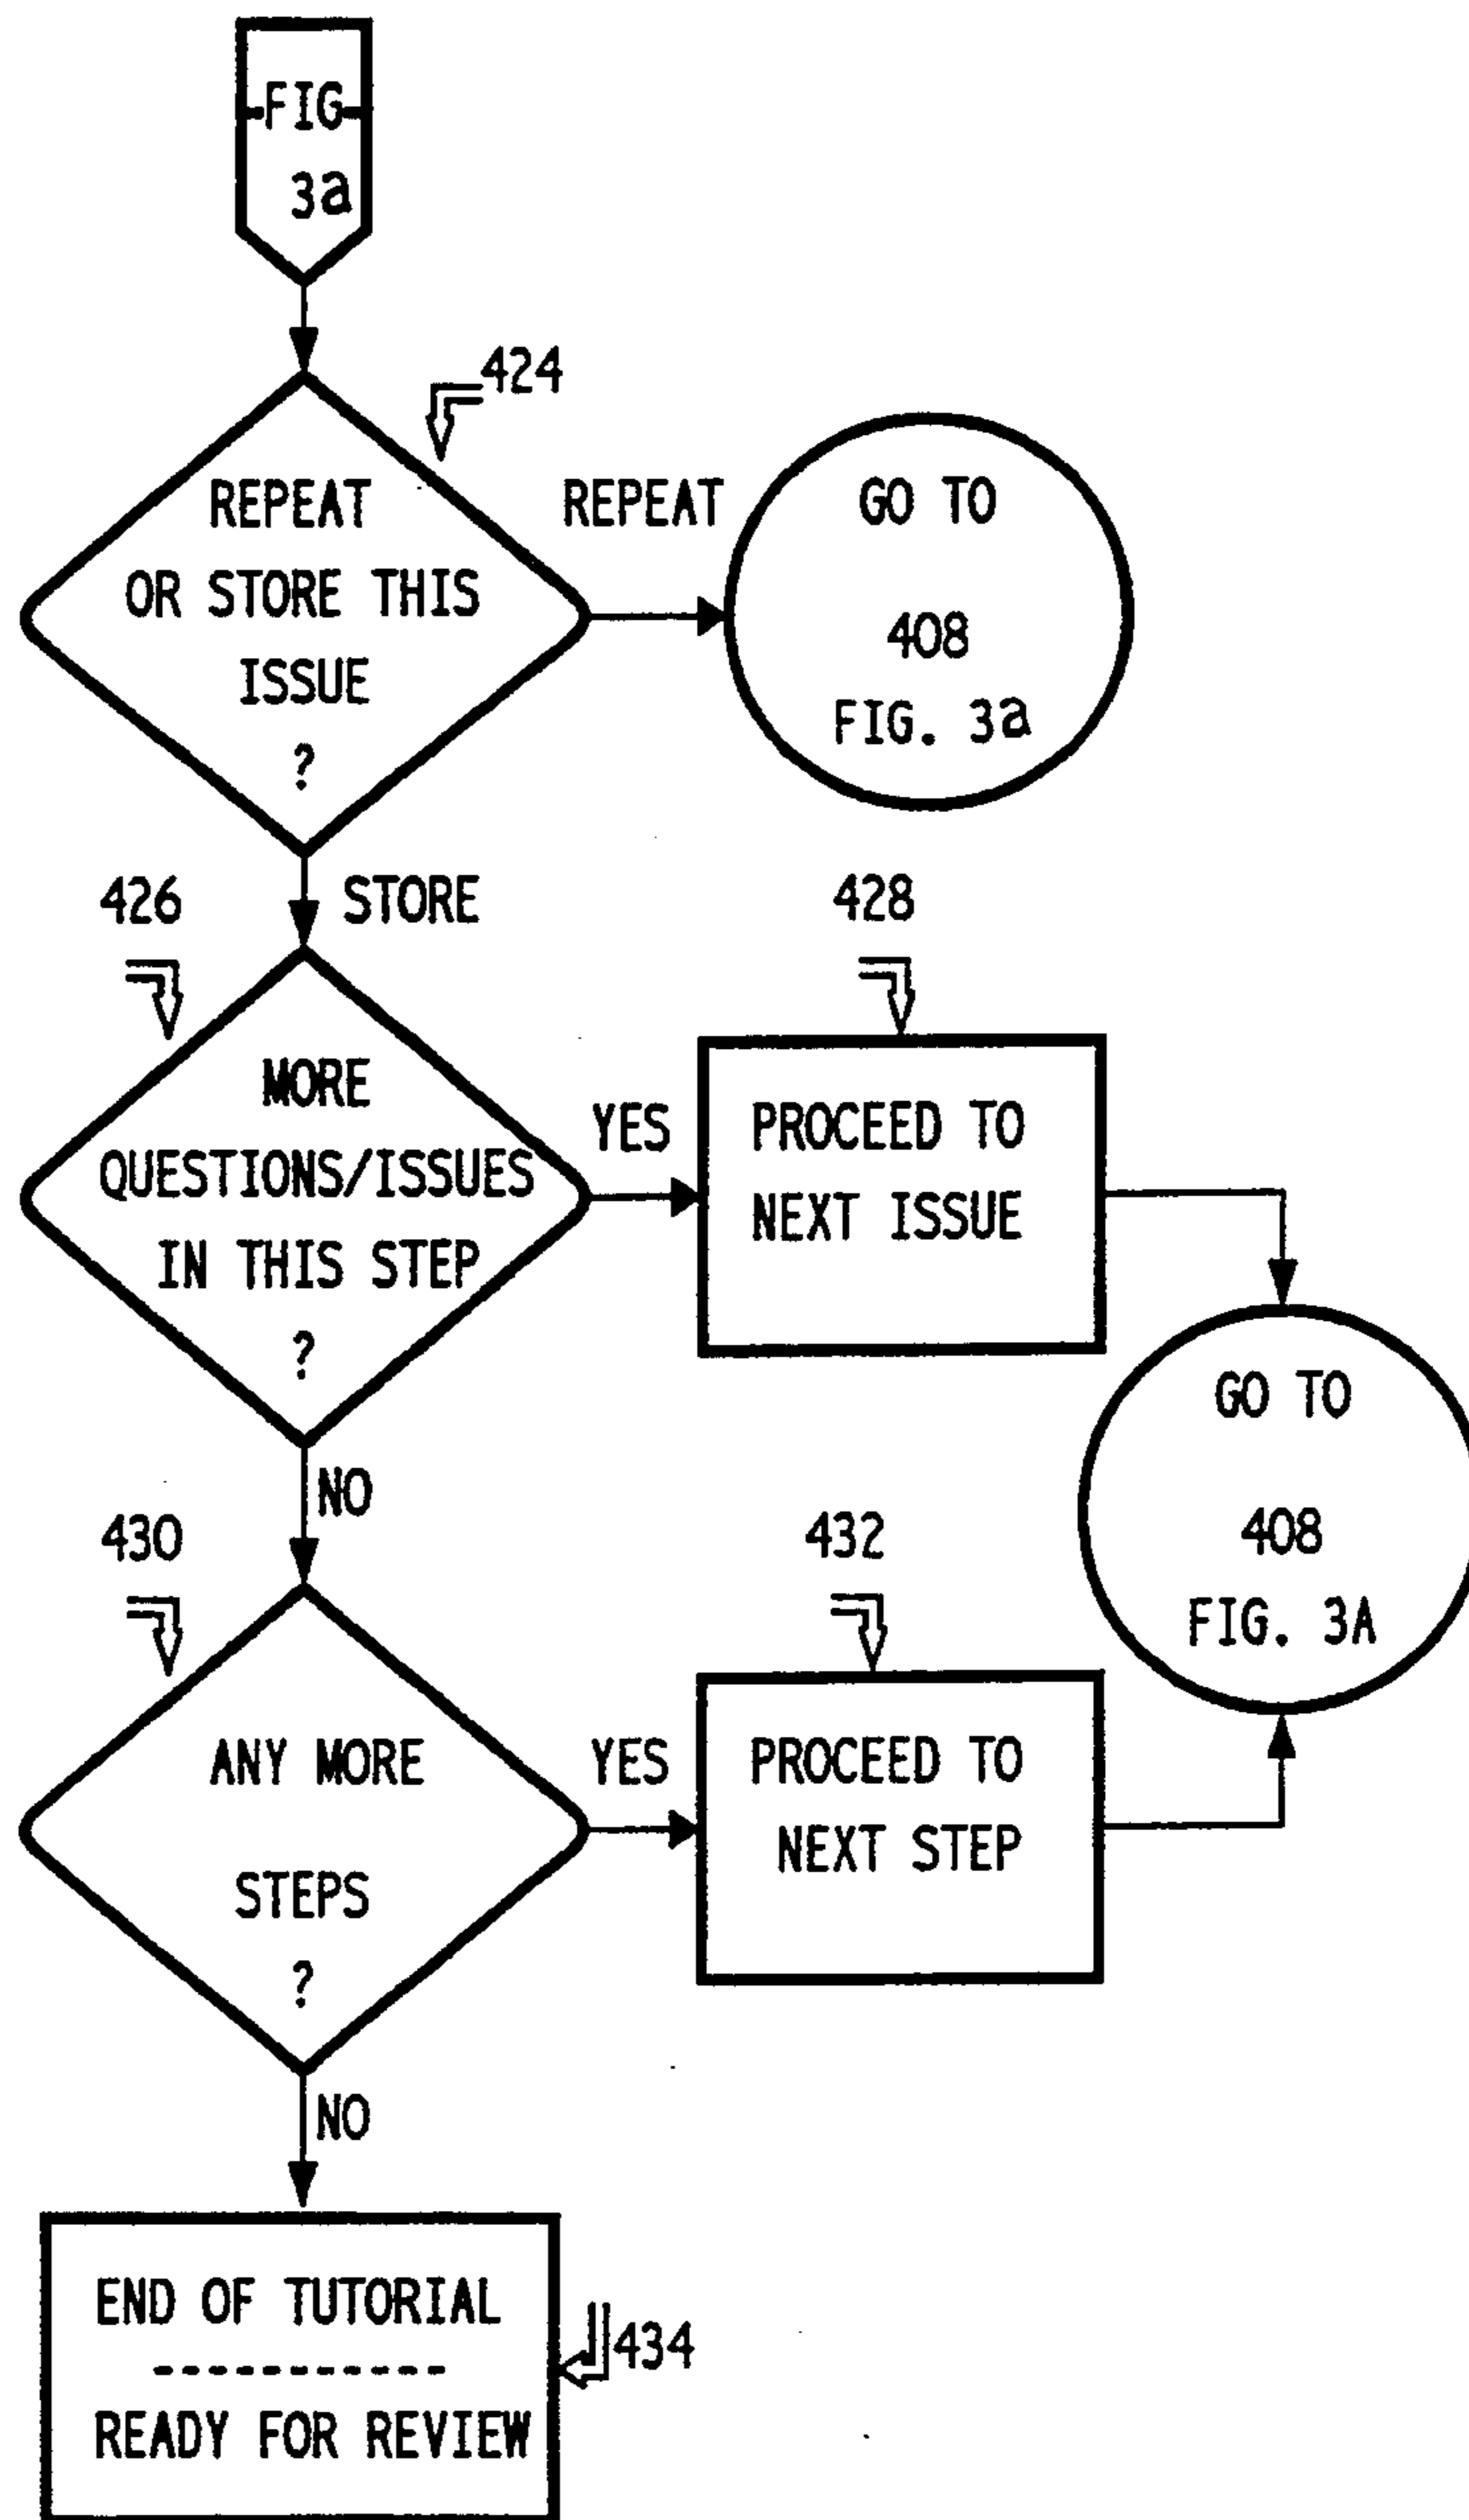 FIG
3a
424
REPEAT
OR STORE THIS
ISSUE
?
REPEAT
GO TO
408
FIG. 3a
STORE
426
MORE
QUESTIONS/ISSUES
IN THIS STEP
?
YES
428
PROCEED TO
NEXT ISSUE
GO TO
408
FIG. 3A
NO
430
ANY MORE
STEPS
?
YES
432
PROCEED TO
NEXT STEP
NO
END OF TUTORIAL
-----------
READY FOR REVIEW
434